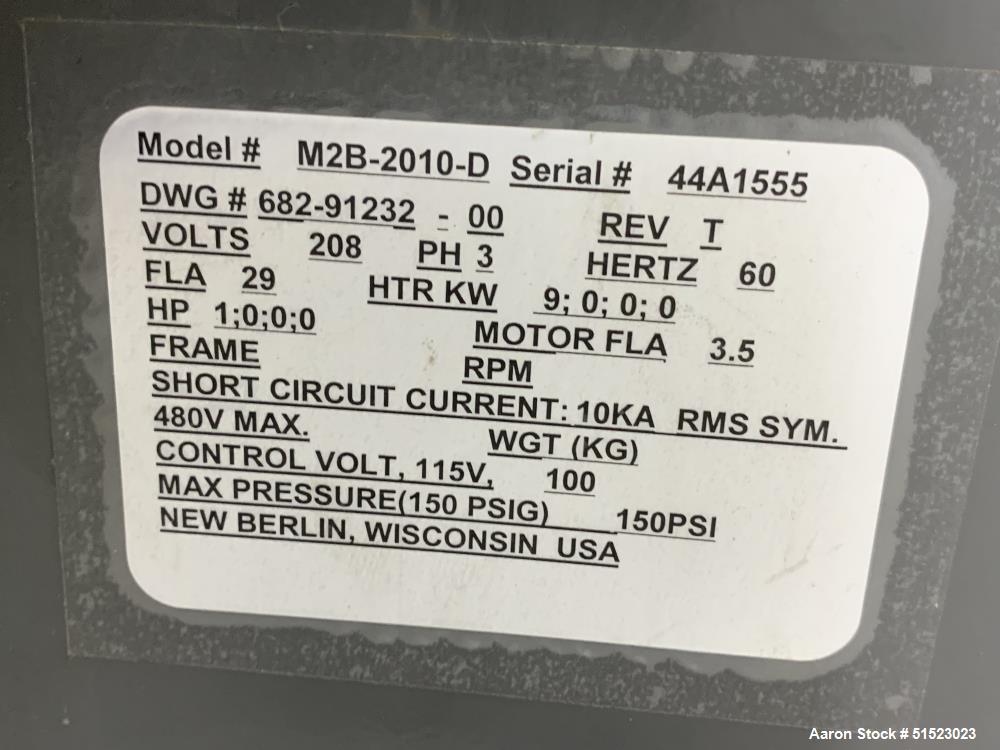 Model # M2B-2010-D Serial # 44A1555
DWG # 682-91232 - 00 REV T
VOLTS 208 PH 3 HERTZ 60
FLA 29 HTR KW 9; 0; 0; 0
HP 1;0;0;0 MOTOR FLA 3.5
FRAME RPM
SHORT CIRCUIT CURRENT: 10KA RMS SYM.
480V MAX. WGT (KG)
CONTROL VOLT, 115V, 100
MAX PRESSURE(150 PSIG) 150PSI
NEW BERLIN, WISCONSIN USA
Aaron Stock # 51523023